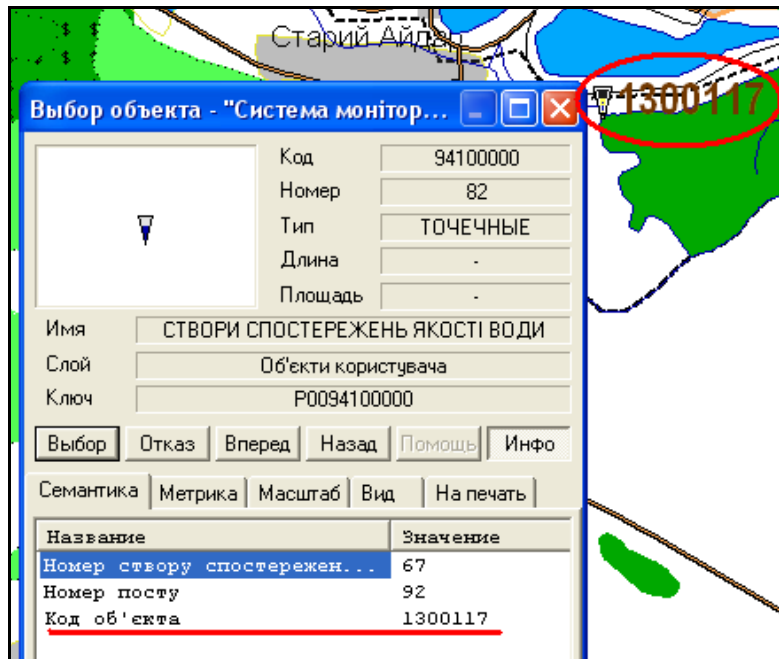 Старий Айдар
1300117
Выбор объекта - "Система монітор...
Код 94100000
Номер 82
Тип ТОЧЕЧНЫЕ
Длина -
Площадь -
Имя СТВОРИ СПОСТЕРЕЖЕНЬ ЯКОСТІ ВОДИ
Слой Об'єкти користувача
Ключ P0094100000
Выбор Отказ Вперед Назад Помощь Инфо
Семантика Метрика Масштаб Вид На печать
Название Значение
Номер створу спостережен... 67
Номер посту 92
Код об'єкта 1300117